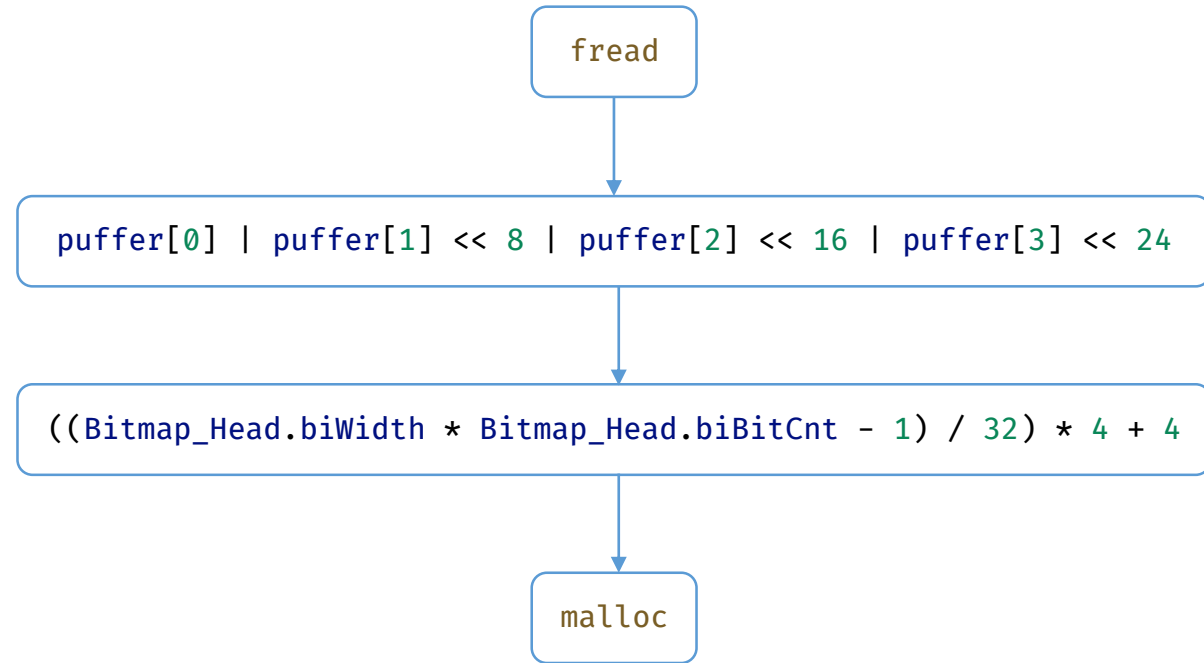 fread
puffer[0] | puffer[1] << 8 | puffer[2] << 16 | puffer[3] << 24
((Bitmap_Head.biWidth * Bitmap_Head.biBitCnt - 1) / 32) * 4 + 4
malloc